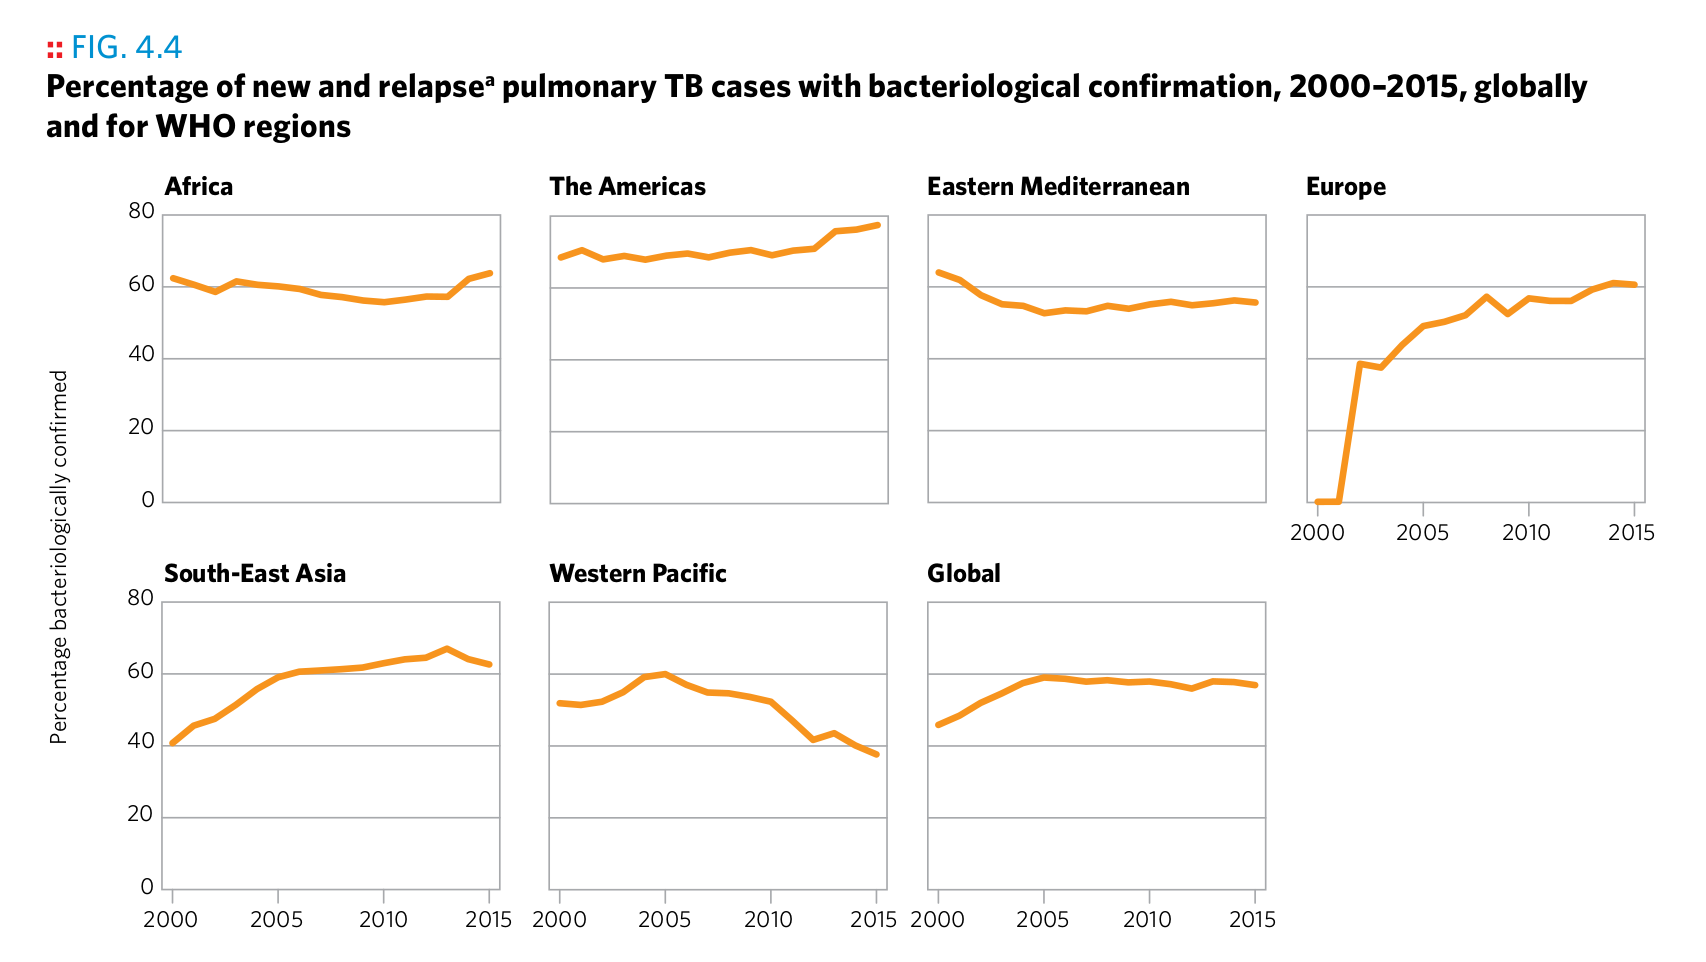 FIG. 4.4
Percentage of new and relapseª pulmonary TB cases with bacteriological confirmation, 2000–2015, globally
and for WHO regions
Percentage bacteriologically confirmed
Africa
80
60
40
20
0
The Americas
Eastern Mediterranean
Europe
2000 2005 2010 2015
South-East Asia
80
60
40
20
0
2000 2005 2010 2015
Western Pacific
2000 2005 2010 2015
Global
2000 2005 2010 2015